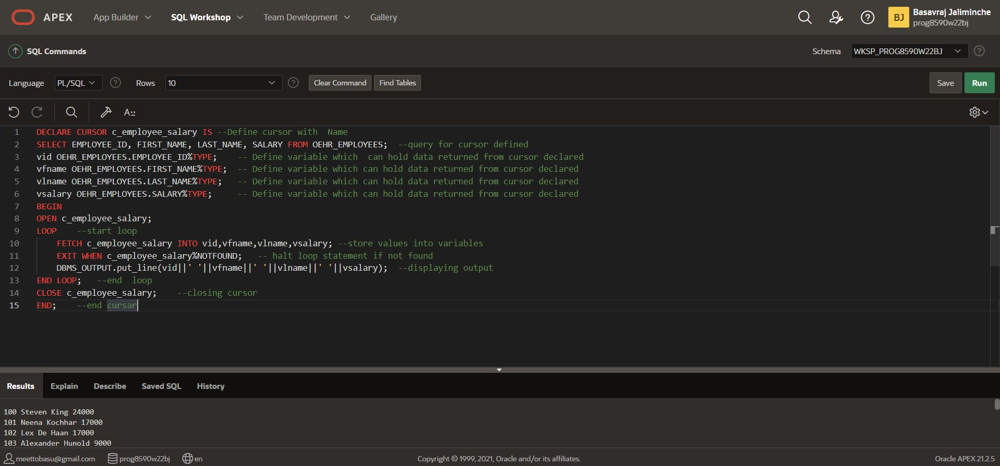 APEX App Builder SQL Workshop Team Development Gallery BJ Basavraj Jaliminche
prog8590w22bj
SQL Commands Schema WKSP_PROG8590W22BJ
Language PL/SQL Rows 10 Clear Command Find Tables Save Run
A::
1 DECLARE CURSOR c_employee_salary IS --Define cursor with  Name
2 SELECT EMPLOYEE_ID, FIRST_NAME, LAST_NAME, SALARY FROM OEHR_EMPLOYEES;  --query for cursor defined
3 vid OEHR_EMPLOYEES.EMPLOYEE_ID%TYPE;    -- Define variable which  can hold data returned from cursor declared
4 vfname OEHR_EMPLOYEES.FIRST_NAME%TYPE;  -- Define variable which can hold data returned from cursor declared
5 vlname OEHR_EMPLOYEES.LAST_NAME%TYPE;   -- Define variable which can hold data returned from cursor declared
6 vsalary OEHR_EMPLOYEES.SALARY%TYPE;     -- Define variable which can hold data returned from cursor declared
7 BEGIN
8 OPEN c_employee_salary;
9 LOOP    --start loop
10     FETCH c_employee_salary INTO vid,vfname,vlname,vsalary; --store values into variables
11     EXIT WHEN c_employee_salary%NOTFOUND;   -- halt loop statement if not found
12     DBMS_OUTPUT.put_line(vid||' '||vfname||' '||vlname||' '||vsalary);  --displaying output
13 END LOOP;   --end  loop
14 CLOSE c_employee_salary;    --closing cursor
15 END;    --end cursar
Results Explain Describe Saved SQL History
100 Steven King 24000
101 Neena Kochhar 17000
102 Lex De Haan 17000
103 Alexander Hunold 9000
meettobasu@gmail.com prog8590w22bj en Copyright © 1999, 2021, Oracle and/or its affiliates. Oracle APEX 21.2.5